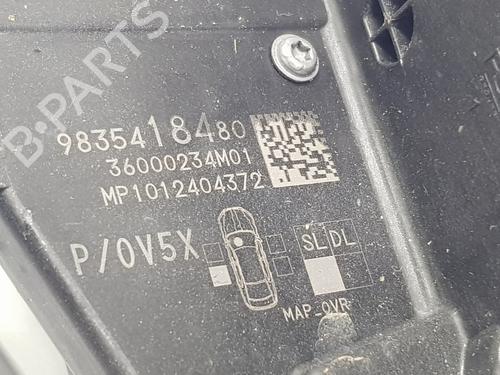 B-PARTS
9835418480
36000234M01
MP1012404372
P/0V5X
SL DL
MAP_OVR